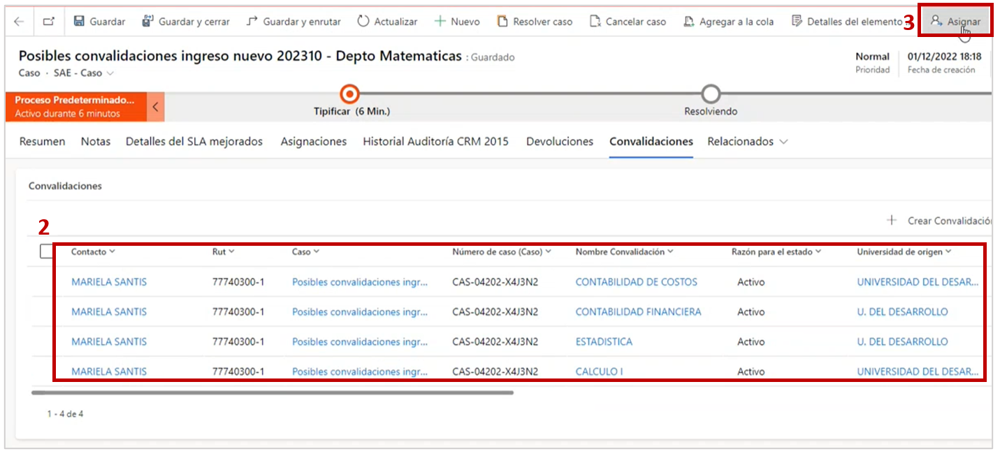 Guardar Guardar y cerrar Guardar y enrutar Actualizar Nuevo Resolver caso Cancelar caso Agregar a la cola Detalles del elemento 3 Asignar
Posibles convalidaciones ingreso nuevo 202310 - Depto Matematicas : Guardado
Caso · SAE - Caso
Normal 01/12/2022 18:18
Prioridad Fecha de creación
Proceso Predeterminado...
Activo durante 6 minutos
Tipificar (6 Min.) Resolviendo
Resumen Notas Detalles del SLA mejorados Asignaciones Historial Auditoría CRM 2015 Devoluciones Convalidaciones Relacionados
Convalidaciones
+ Crear Convalidación
2
Contacto Rut Caso Número de caso (Caso) Nombre Convalidación Razón para el estado Universidad de origen
MARIELA SANTIS 77740300-1 Posibles convalidaciones ingr... CAS-04202-X4J3N2 CONTABILIDAD DE COSTOS Activo UNIVERSIDAD DEL DESAR...
MARIELA SANTIS 77740300-1 Posibles convalidaciones ingr... CAS-04202-X4J3N2 CONTABILIDAD FINANCIERA Activo U. DEL DESARROLLO
MARIELA SANTIS 77740300-1 Posibles convalidaciones ingr... CAS-04202-X4J3N2 ESTADISTICA Activo U. DEL DESARROLLO
MARIELA SANTIS 77740300-1 Posibles convalidaciones ingr... CAS-04202-X4J3N2 CALCULO I Activo UNIVERSIDAD DEL DESAR...
1 - 4 de 4